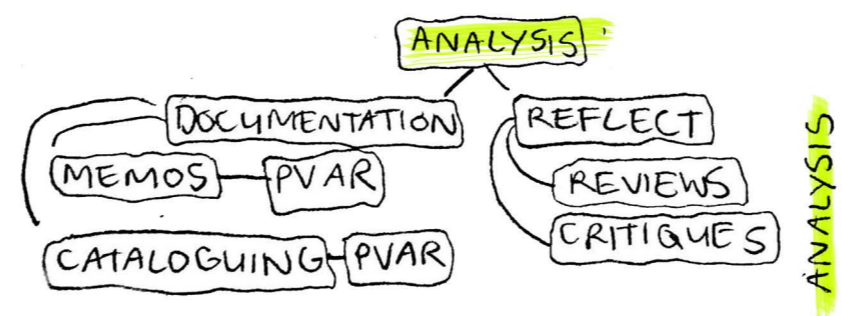 ANALYSIS
DOCUMENTATION
REFLECT
MEMOS PVAR
REVIEWS
CATALOGUING PVAR
CRITIQUES
ANALYSIS